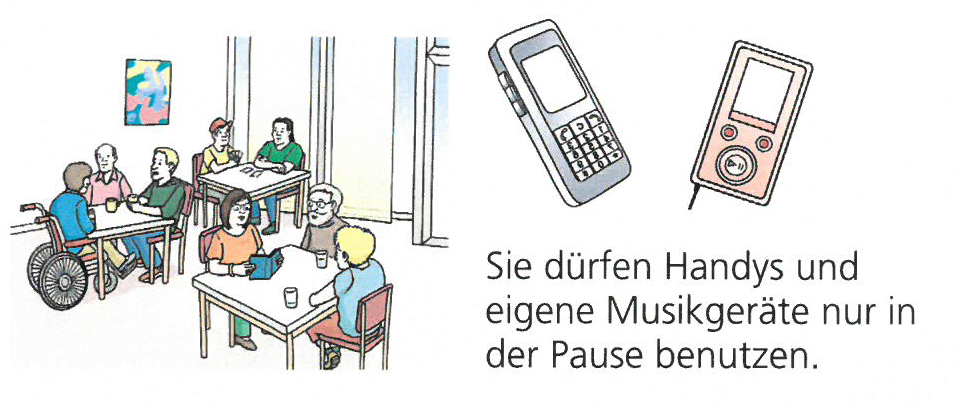 Sie dürfen Handys und
eigene Musikgeräte nur in
der Pause benutzen.